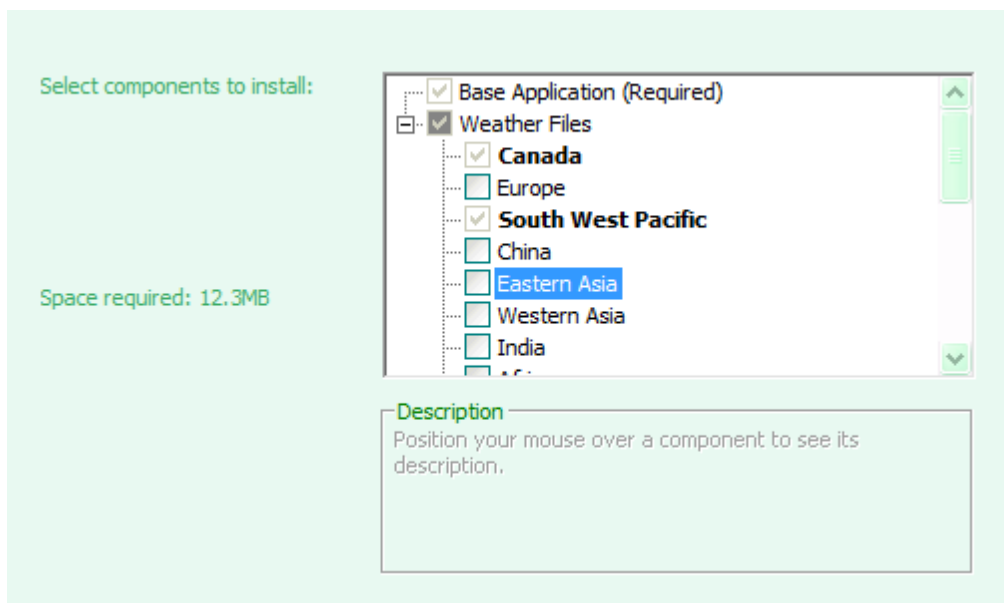 Select components to install:
Base Application (Required)
Weather Files
Canada
Europe
South West Pacific
China
Eastern Asia
Space required: 12.3MB
Western Asia
India
Description
Position your mouse over a component to see its
description.